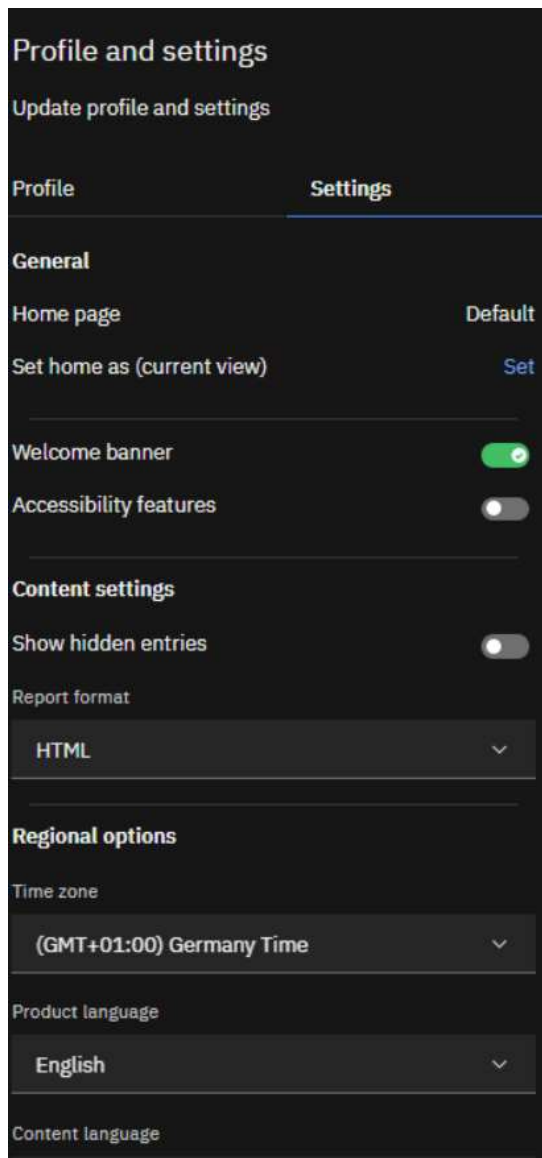 Profile and settings
Update profile and settings
Profile Settings
General
Home page Default
Set home as (current view) Set
Welcome banner
Accessibility features
Content settings
Show hidden entries
Report format
HTML
Regional options
Time zone
(GMT+01:00) Germany Time
Product language
English
Content language